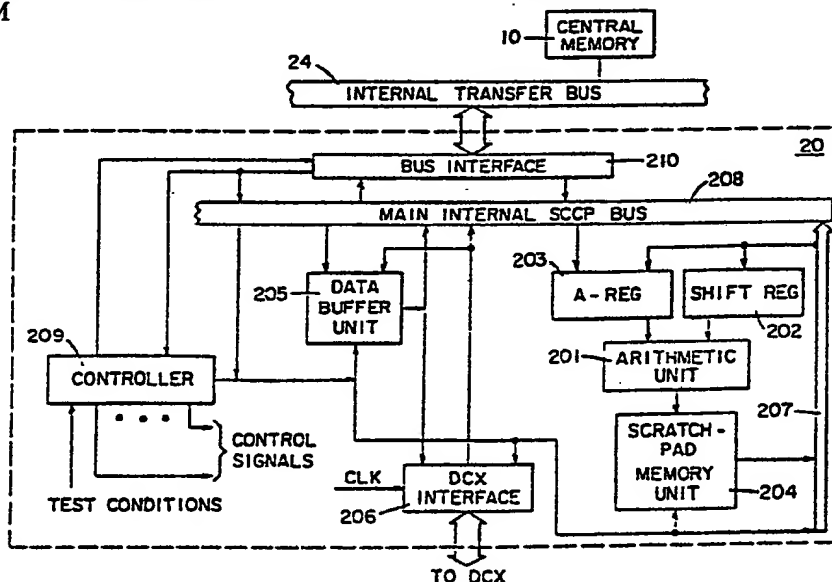 M
10
CENTRAL
MEMORY
24
INTERNAL TRANSFER BUS
20
BUS INTERFACE
210
208
MAIN INTERNAL SCCP BUS
203
A-REG
SHIFT REG
202
205
DATA
BUFFER
UNIT
209
CONTROLLER
201
ARITHMETIC
UNIT
207
• • •
CONTROL
SIGNALS
SCRATCH-
PAD
MEMORY
UNIT
204
TEST CONDITIONS
CLK
DCX
INTERFACE
206
TO DCX